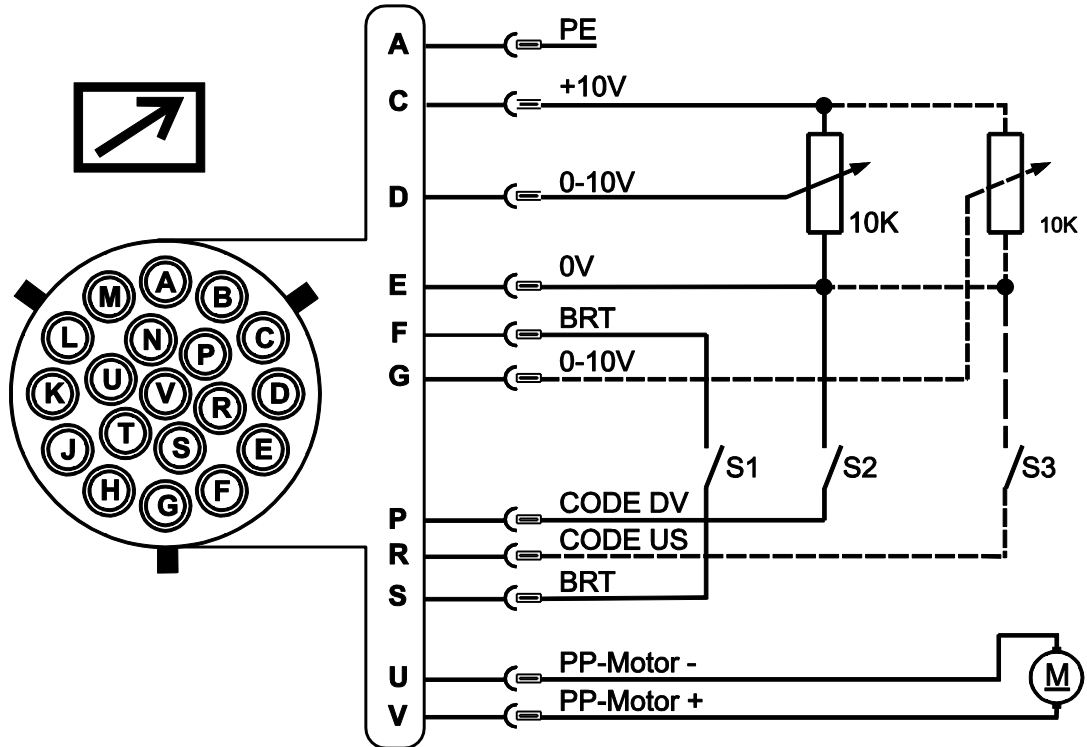 A PE
C +10V
D 0-10V
10K
10K
E 0V
F BRT
G 0-10V
S1
S2
S3
P CODE DV
R CODE US
S BRT
U PP-Motor -
V PP-Motor +
M
A
B
M
L
N
P
C
K
U
V
R
D
J
T
S
E
H
G
F